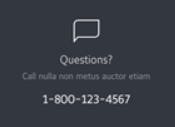 Questions?
Call nulla non metus auctor etiam
1-800-123-4567